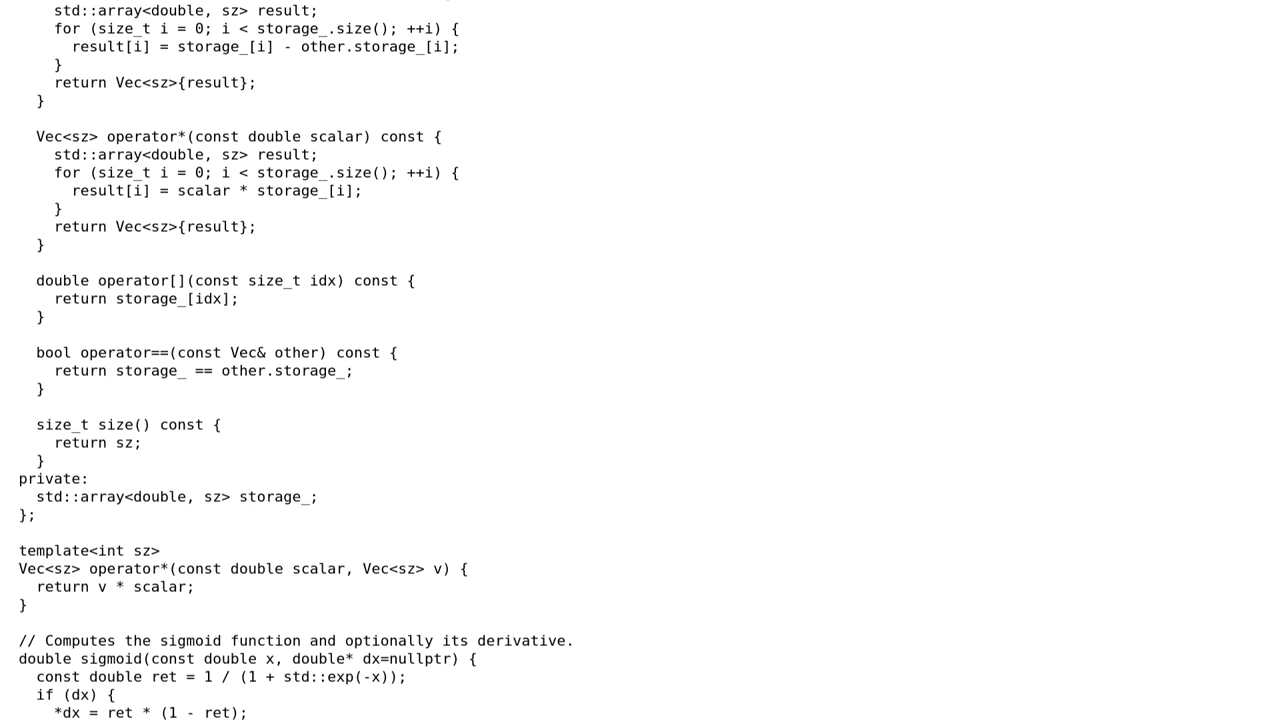 std::array<double, sz> result;
    for (size_t i = 0; i < storage_.size(); ++i) {
      result[i] = storage_[i] - other.storage_[i];
    }
    return Vec<sz>{result};
  }

  Vec<sz> operator*(const double scalar) const {
    std::array<double, sz> result;
    for (size_t i = 0; i < storage_.size(); ++i) {
      result[i] = scalar * storage_[i];
    }
    return Vec<sz>{result};
  }

  double operator[](const size_t idx) const {
    return storage_[idx];
  }

  bool operator==(const Vec& other) const {
    return storage_ == other.storage_;
  }

  size_t size() const {
    return sz;
  }
private:
  std::array<double, sz> storage_;
};

template<int sz>
Vec<sz> operator*(const double scalar, Vec<sz> v) {
  return v * scalar;
}

// Computes the sigmoid function and optionally its derivative.
double sigmoid(const double x, double* dx=nullptr) {
  const double ret = 1 / (1 + std::exp(-x));
  if (dx) {
    *dx = ret * (1 - ret);